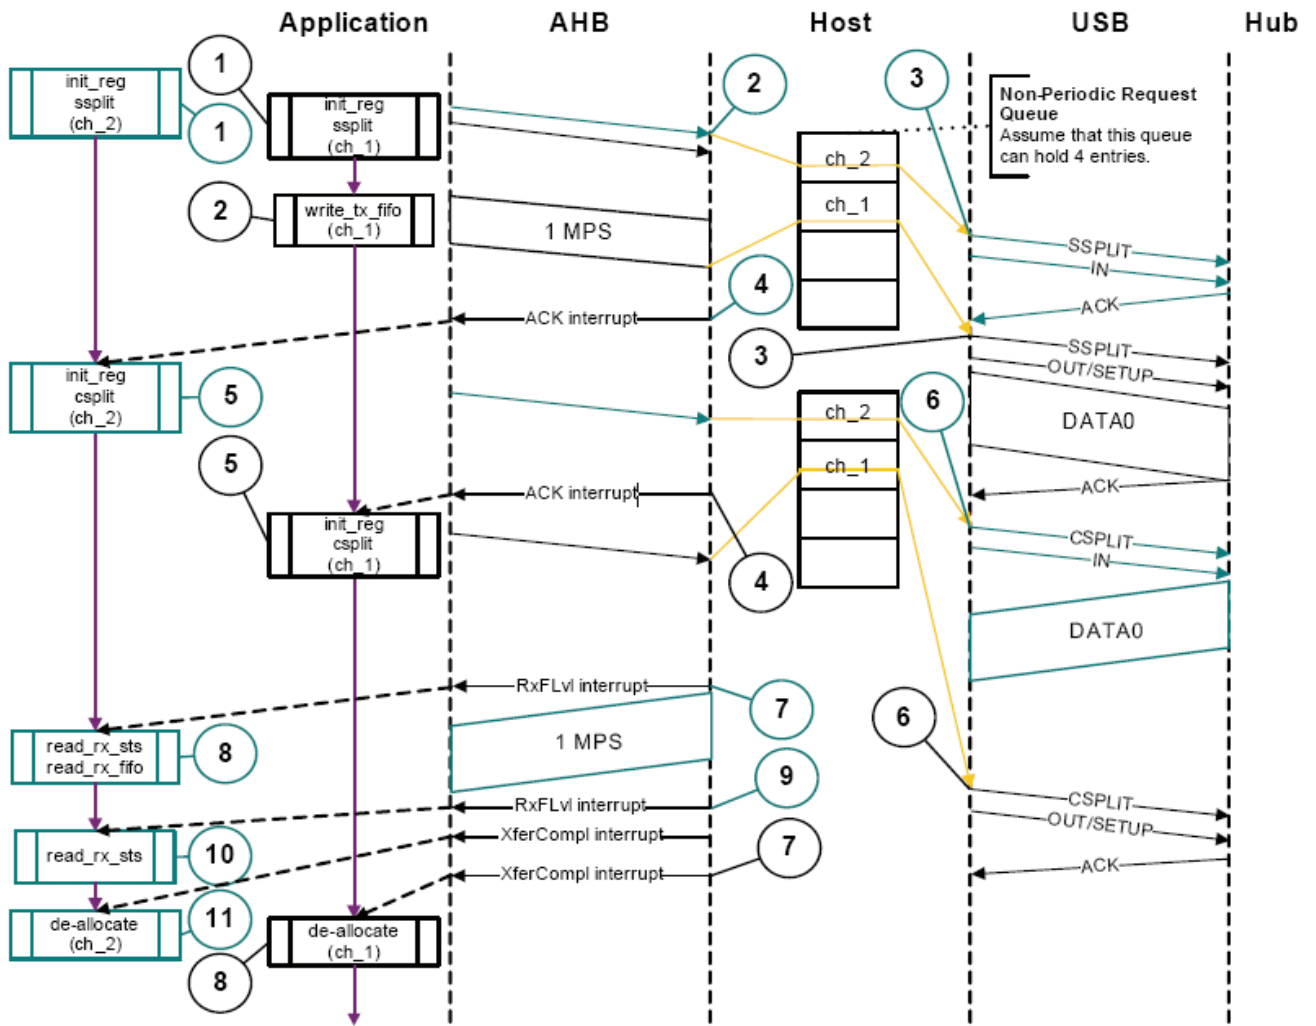 Application AHB Host USB Hub
init_reg
ssplit
(ch_2)
1
1
init_reg
ssplit
(ch_1)
2
3
Non-Periodic Request
Queue
Assume that this queue
can hold 4 entries.
ch_2
ch_1
2
write_tx_fifo
(ch_1)
1 MPS
SSPLIT
IN
ACK
4
ACK interrupt
3
SSPLIT
OUT/SETUP
DATA0
ACK
init_reg
csplit
(ch_2)
5
5
ch_2
ch_1
6
ACK interrupt
init_reg
csplit
(ch_1)
4
CSPLIT
IN
DATA0
RxFLvl interrupt
7
6
read_rx_sts
read_rx_fifo
8
1 MPS
9
RxFLvl interrupt
CSPLIT
OUT/SETUP
ACK
XferCompl interrupt
7
read_rx_sts
10
XferCompl interrupt
de-allocate
(ch_2)
11
de-allocate
(ch_1)
8